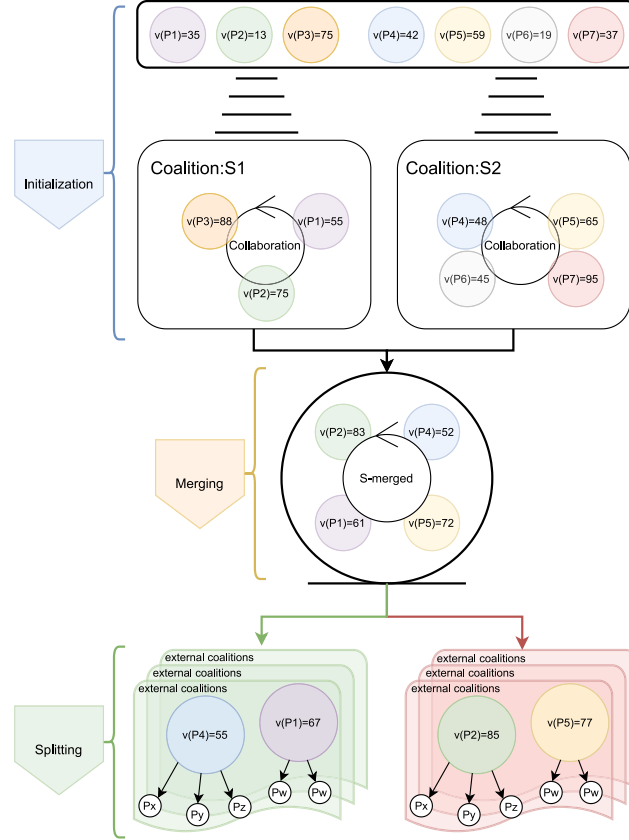 v(P1)=35
v(P2)=13
v(P3)=75
v(P4)=42
v(P5)=59
v(P6)=19
v(P7)=37
Initialization
Coalition:S1
v(P3)=88
v(P1)=55
Collaboration
v(P2)=75
Coalition:S2
v(P4)=48
v(P5)=65
Collaboration
v(P6)=45
v(P7)=95
Merging
v(P2)=83
v(P4)=52
S-merged
v(P1)=61
v(P5)=72
Splitting
external coalitions
external coalitions
external coalitions
v(P4)=55
v(P1)=67
Px
Py
Pz
Pw
Pw
external coalitions
external coalitions
external coalitions
v(P2)=85
v(P5)=77
Px
Py
Pz
Pw
Pw